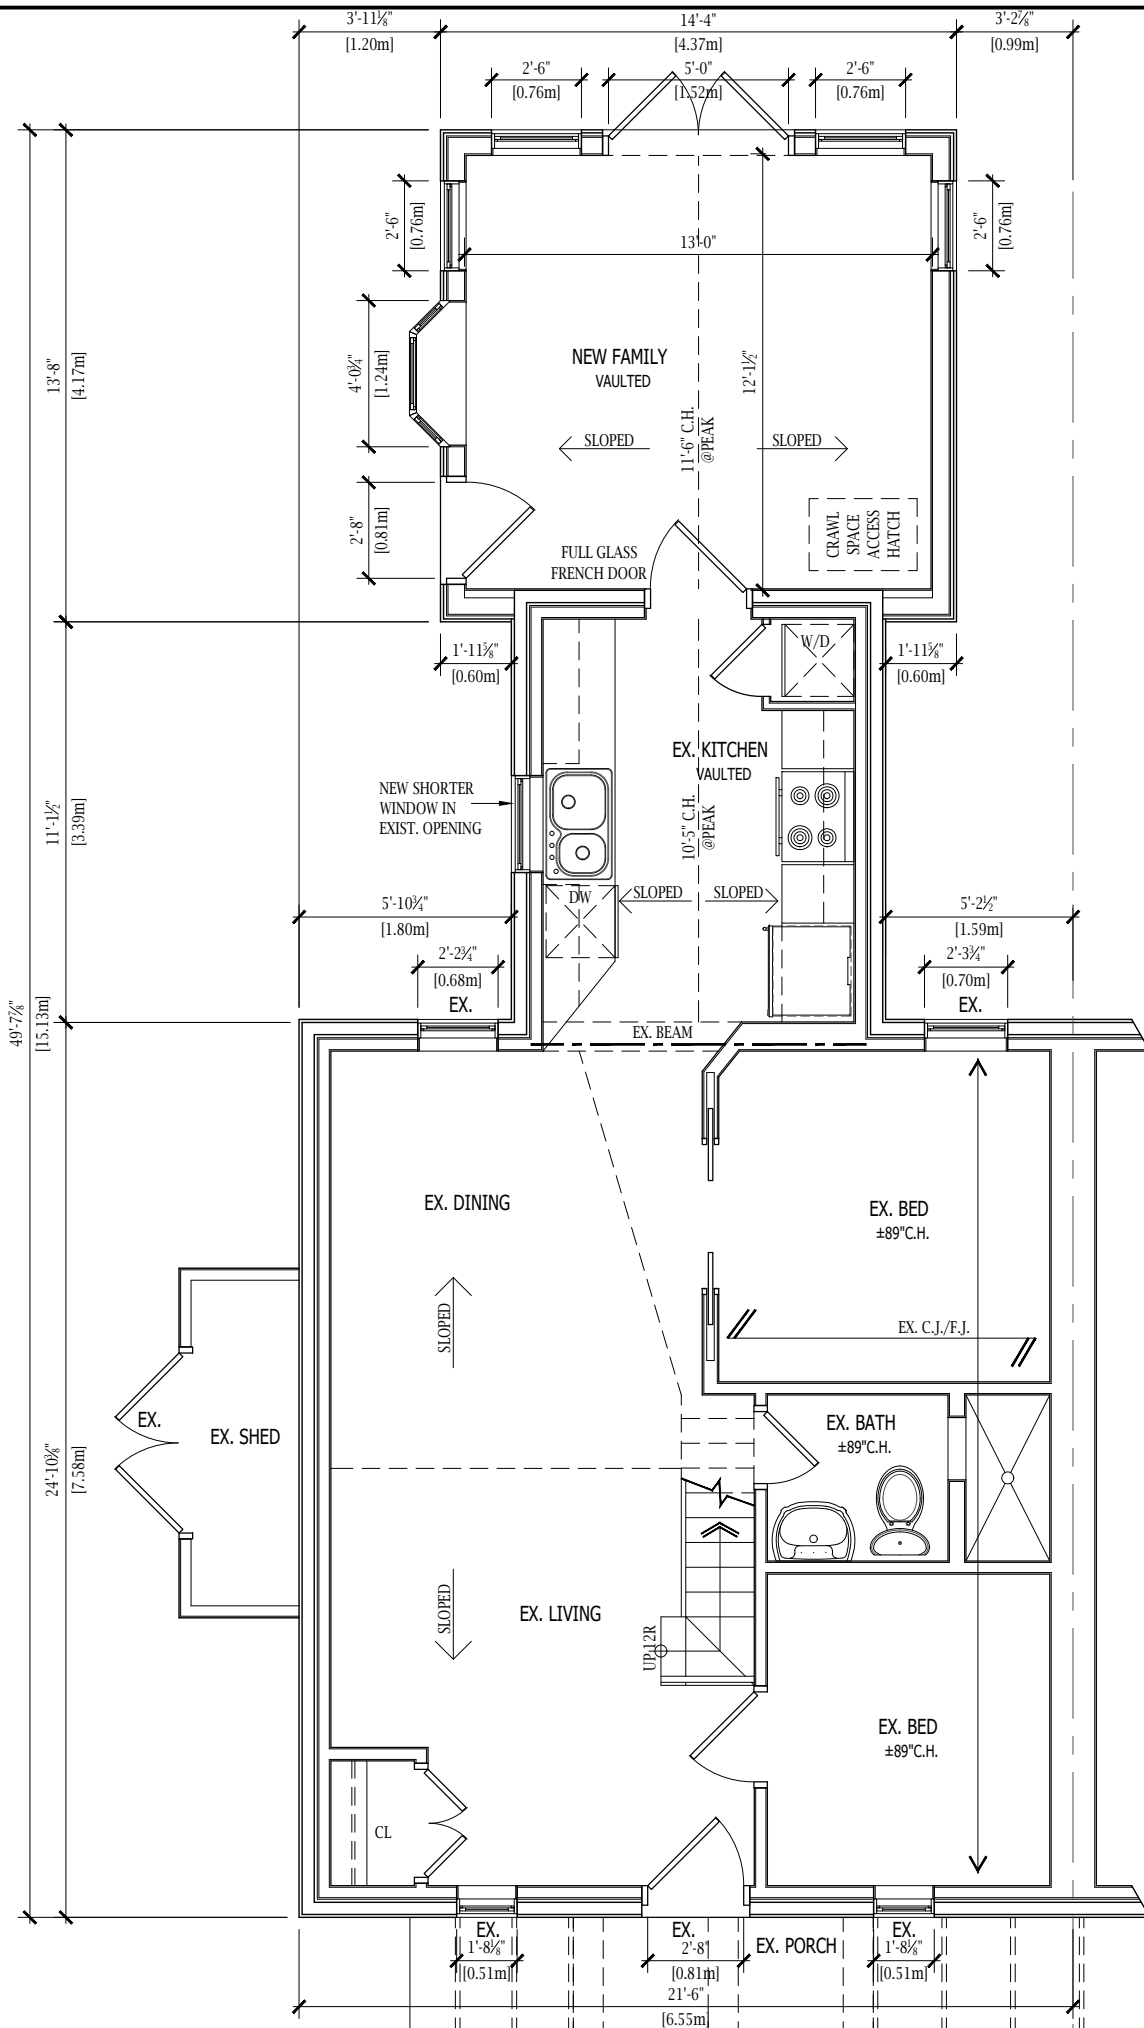 3'-11⅛"
14'-4"
3'-2⅞"
[1.20m]
[4.37m]
[0.99m]
2'-6"
5'-0"
2'-6"
[0.76m]
[1.52m]
[0.76m]
2'-6"
[0.76m]
13'-0"
2'-6"
[0.76m]
13'-8"
[4.17m]
4'-0¾"
[1.24m]
NEW FAMILY
VAULTED
12'-1½"
11'-6" C.H.
@PEAK
SLOPED
SLOPED
2'-8"
[0.81m]
CRAWL
SPACE
ACCESS
HATCH
FULL GLASS
FRENCH DOOR
1'-11⅝"
[0.60m]
W/D
1'-11⅝"
[0.60m]
EX. KITCHEN
VAULTED
NEW SHORTER
WINDOW IN
EXIST. OPENING
11'-1½"
[3.39m]
10'-5" C.H.
@PEAK
DW
SLOPED
SLOPED
5'-10¾"
[1.80m]
5'-2½"
[1.59m]
2'-2¾"
[0.68m]
EX.
2'-3¾"
[0.70m]
EX.
49'-7⅞"
[15.13m]
EX. BEAM
EX. DINING
EX. BED
±89"C.H.
SLOPED
EX. C.J./F.J.
EX.
EX. SHED
EX. BATH
±89"C.H.
24'-10⅜"
[7.58m]
SLOPED
EX. LIVING
UP 12R
EX. BED
±89"C.H.
CL
EX.
EX.
EX.
1'-8⅛"
[0.51m]
2'-8"
[0.81m]
EX. PORCH
1'-8⅛"
[0.51m]
21'-6"
[6.55m]